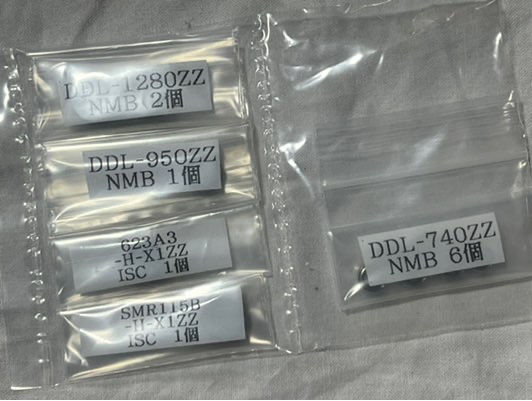 DDL-1280ZZ
NMB 2個
DDL-950ZZ
NMB 1個
623A3
-H-X1ZZ
ISC 1個
SMR115B
-H-X1ZZ
ISC 1個
DDL-740ZZ
NMB 6個